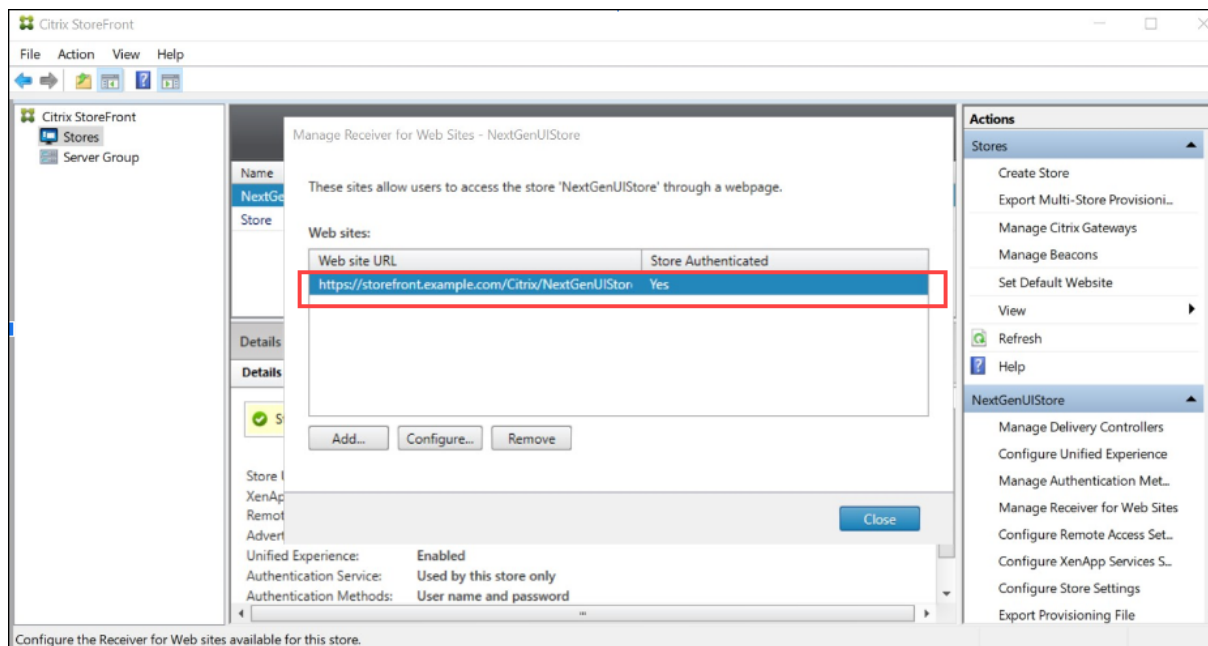 Citrix StoreFront
File Action View Help
Citrix StoreFront
Stores
Server Group
Name
NextGe
Store
Details
Details
S
Store U
XenAp
Remot
Advert
Unified Experience: Enabled
Authentication Service: Used by this store only
Authentication Methods: User name and password
Manage Receiver for Web Sites - NextGenUIStore
These sites allow users to access the store 'NextGenUIStore' through a webpage.
Web sites:
Web site URL Store Authenticated
https://storefront.example.com/Citrix/NextGenUIStor Yes
Add... Configure... Remove
Close
Actions
Stores
Create Store
Export Multi-Store Provisioni...
Manage Citrix Gateways
Manage Beacons
Set Default Website
View
Refresh
Help
NextGenUIStore
Manage Delivery Controllers
Configure Unified Experience
Manage Authentication Met...
Manage Receiver for Web Sites
Configure Remote Access Set...
Configure XenApp Services S...
Configure Store Settings
Export Provisioning File
Configure the Receiver for Web sites available for this store.